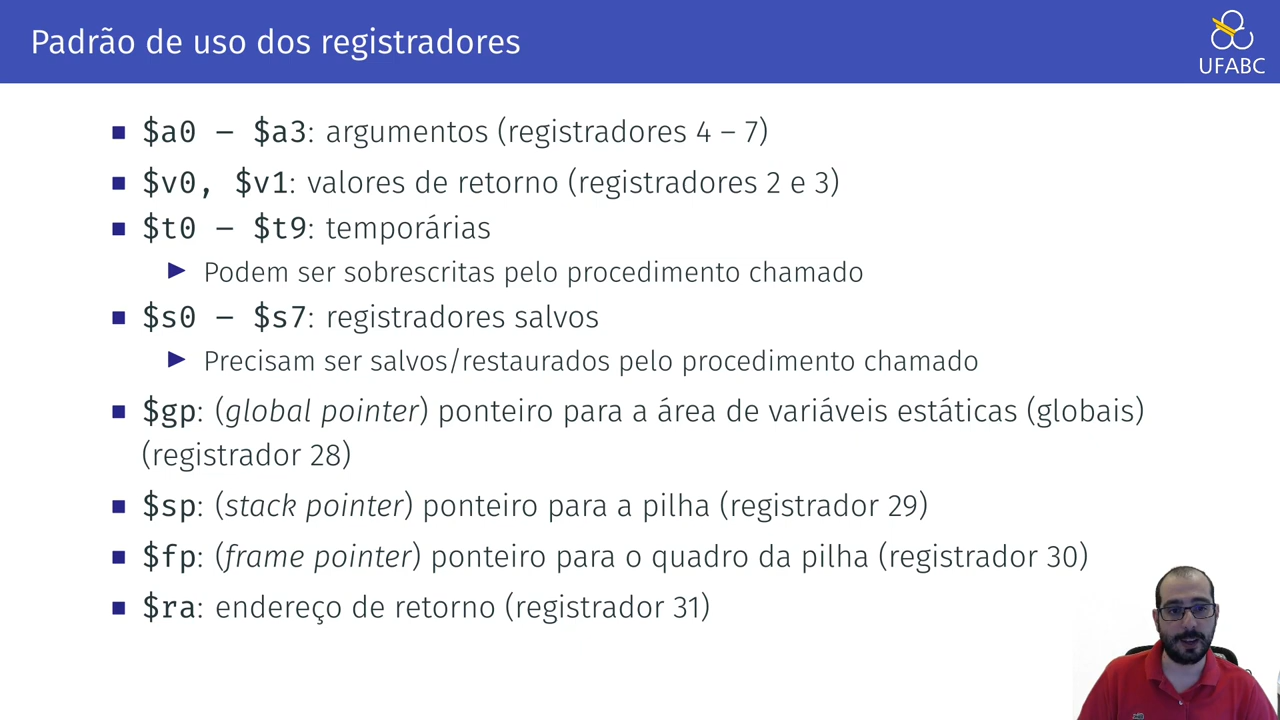 Padrão de uso dos registradores
UFABC
$a0 – $a3: argumentos (registradores 4 – 7)
$v0, $v1: valores de retorno (registradores 2 e 3)
$t0 – $t9: temporárias
Podem ser sobrescritas pelo procedimento chamado
$s0 – $s7: registradores salvos
Precisam ser salvos/restaurados pelo procedimento chamado
$gp: (global pointer) ponteiro para a área de variáveis estáticas (globais)
(registrador 28)
$sp: (stack pointer) ponteiro para a pilha (registrador 29)
$fp: (frame pointer) ponteiro para o quadro da pilha (registrador 30)
$ra: endereço de retorno (registrador 31)